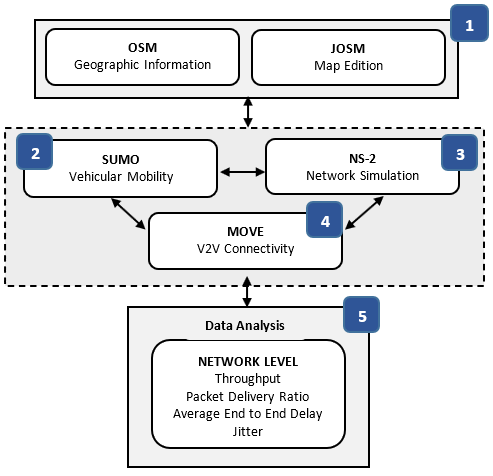 1
OSM
Geographic Information
JOSM
Map Edition
2
SUMO
Vehicular Mobility
3
NS-2
Network Simulation
4
MOVE
V2V Connectivity
5
Data Analysis
NETWORK LEVEL
Throughput
Packet Delivery Ratio
Average End to End Delay
Jitter